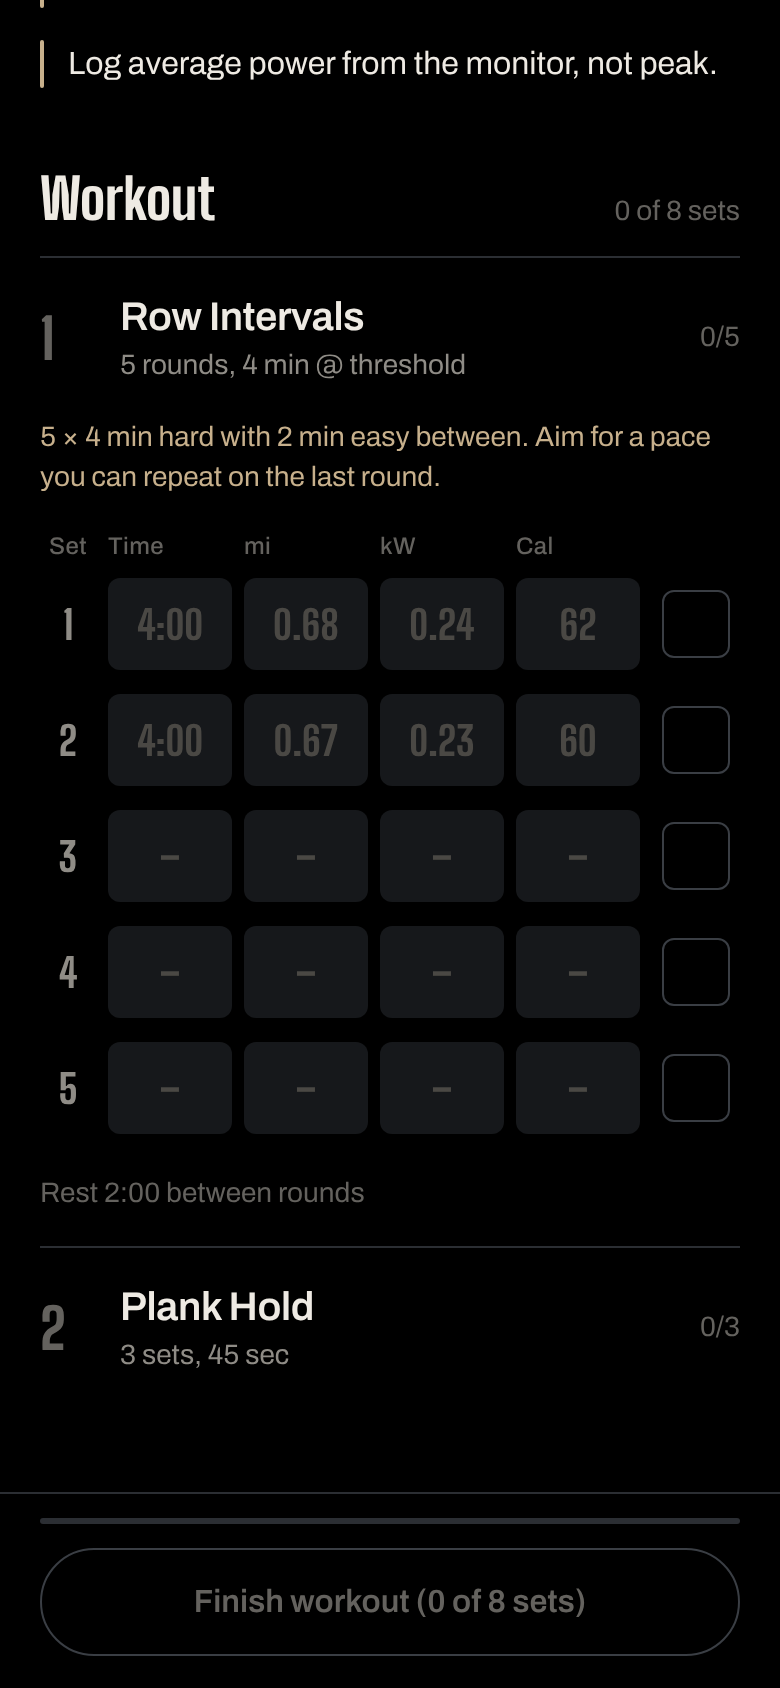 Log average power from the monitor, not peak.
Workout
0 of 8 sets
1
Row Intervals
0/5
5 rounds, 4 min @ threshold
5 × 4 min hard with 2 min easy between. Aim for a pace
you can repeat on the last round.
Set Time mi kW Cal
1 4:00 0.68 0.24 62
2 4:00 0.67 0.23 60
3 – – – –
4 – – – –
5 – – – –
Rest 2:00 between rounds
2
Plank Hold
0/3
3 sets, 45 sec
Finish workout (0 of 8 sets)